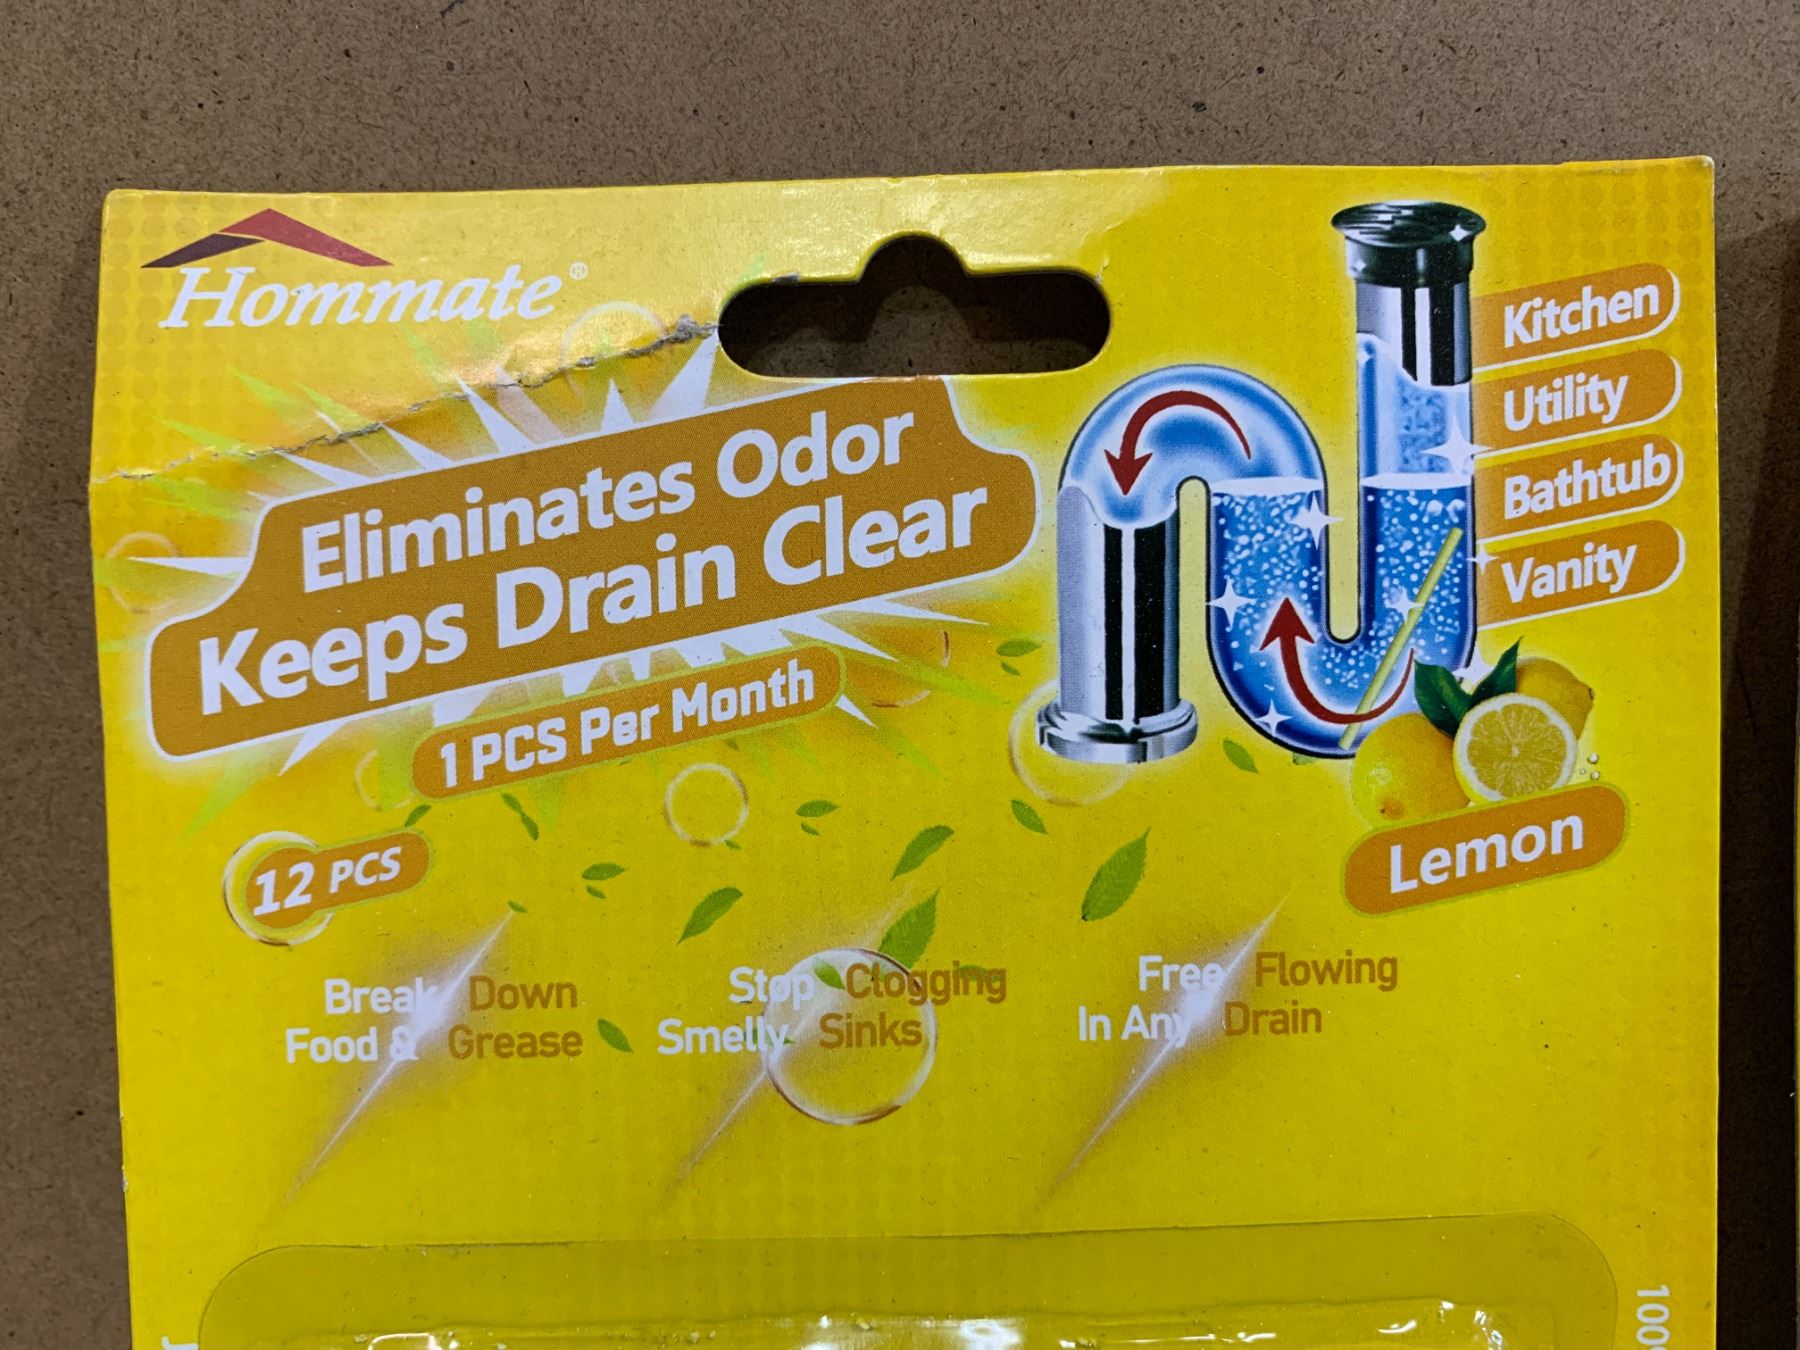 Hommate®
Eliminates Odor
Keeps Drain Clear
1 PCS Per Month
12 PCS
Kitchen
Utility
Bathtub
Vanity
Lemon
Break Down
Food & Grease
Stop Clogging
Smelly Sinks
Free Flowing
In Any Drain